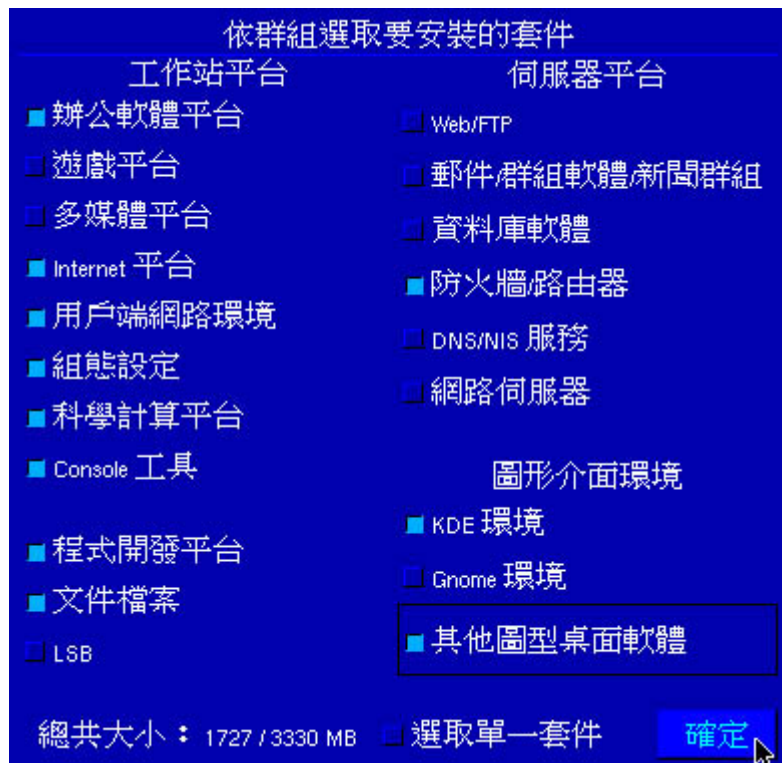 依群組選取要安裝的套件
工作站平台
辦公軟體平台
遊戲平台
多媒體平台
Internet 平台
用戶端網路環境
組態設定
科學計算平台
Console 工具
程式開發平台
文件檔案
LSB
伺服器平台
Web/FTP
郵件/群組軟體/新聞群組
資料庫軟體
防火牆/路由器
DNS/NIS 服務
網路伺服器
圖形介面環境
KDE 環境
Gnome 環境
其他圖型桌面軟體
總共大小：1727 / 3330 MB
選取單一套件
確定